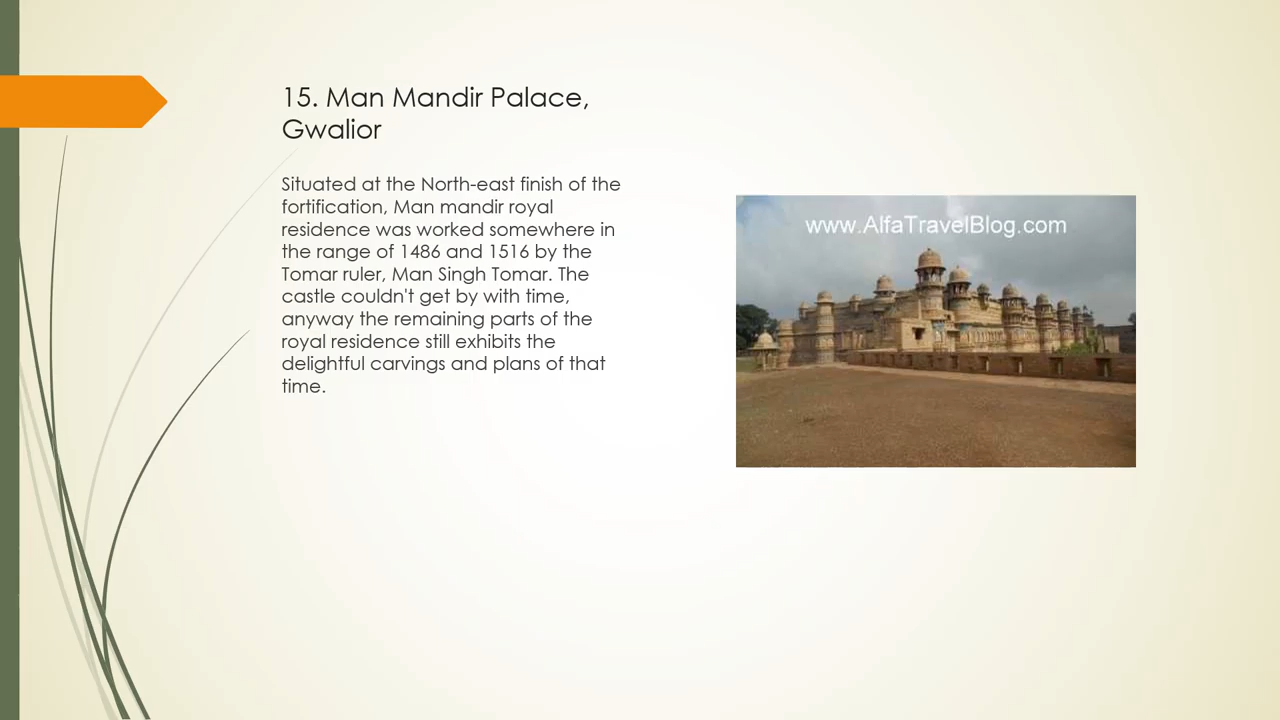 15. Man Mandir Palace,
Gwalior
Situated at the North-east finish of the
fortification, Man mandir royal
residence was worked somewhere in
the range of 1486 and 1516 by the
Tomar ruler, Man Singh Tomar. The
castle couldn't get by with time,
anyway the remaining parts of the
royal residence still exhibits the
delightful carvings and plans of that
time.
www.AlfaTravelBlog.com